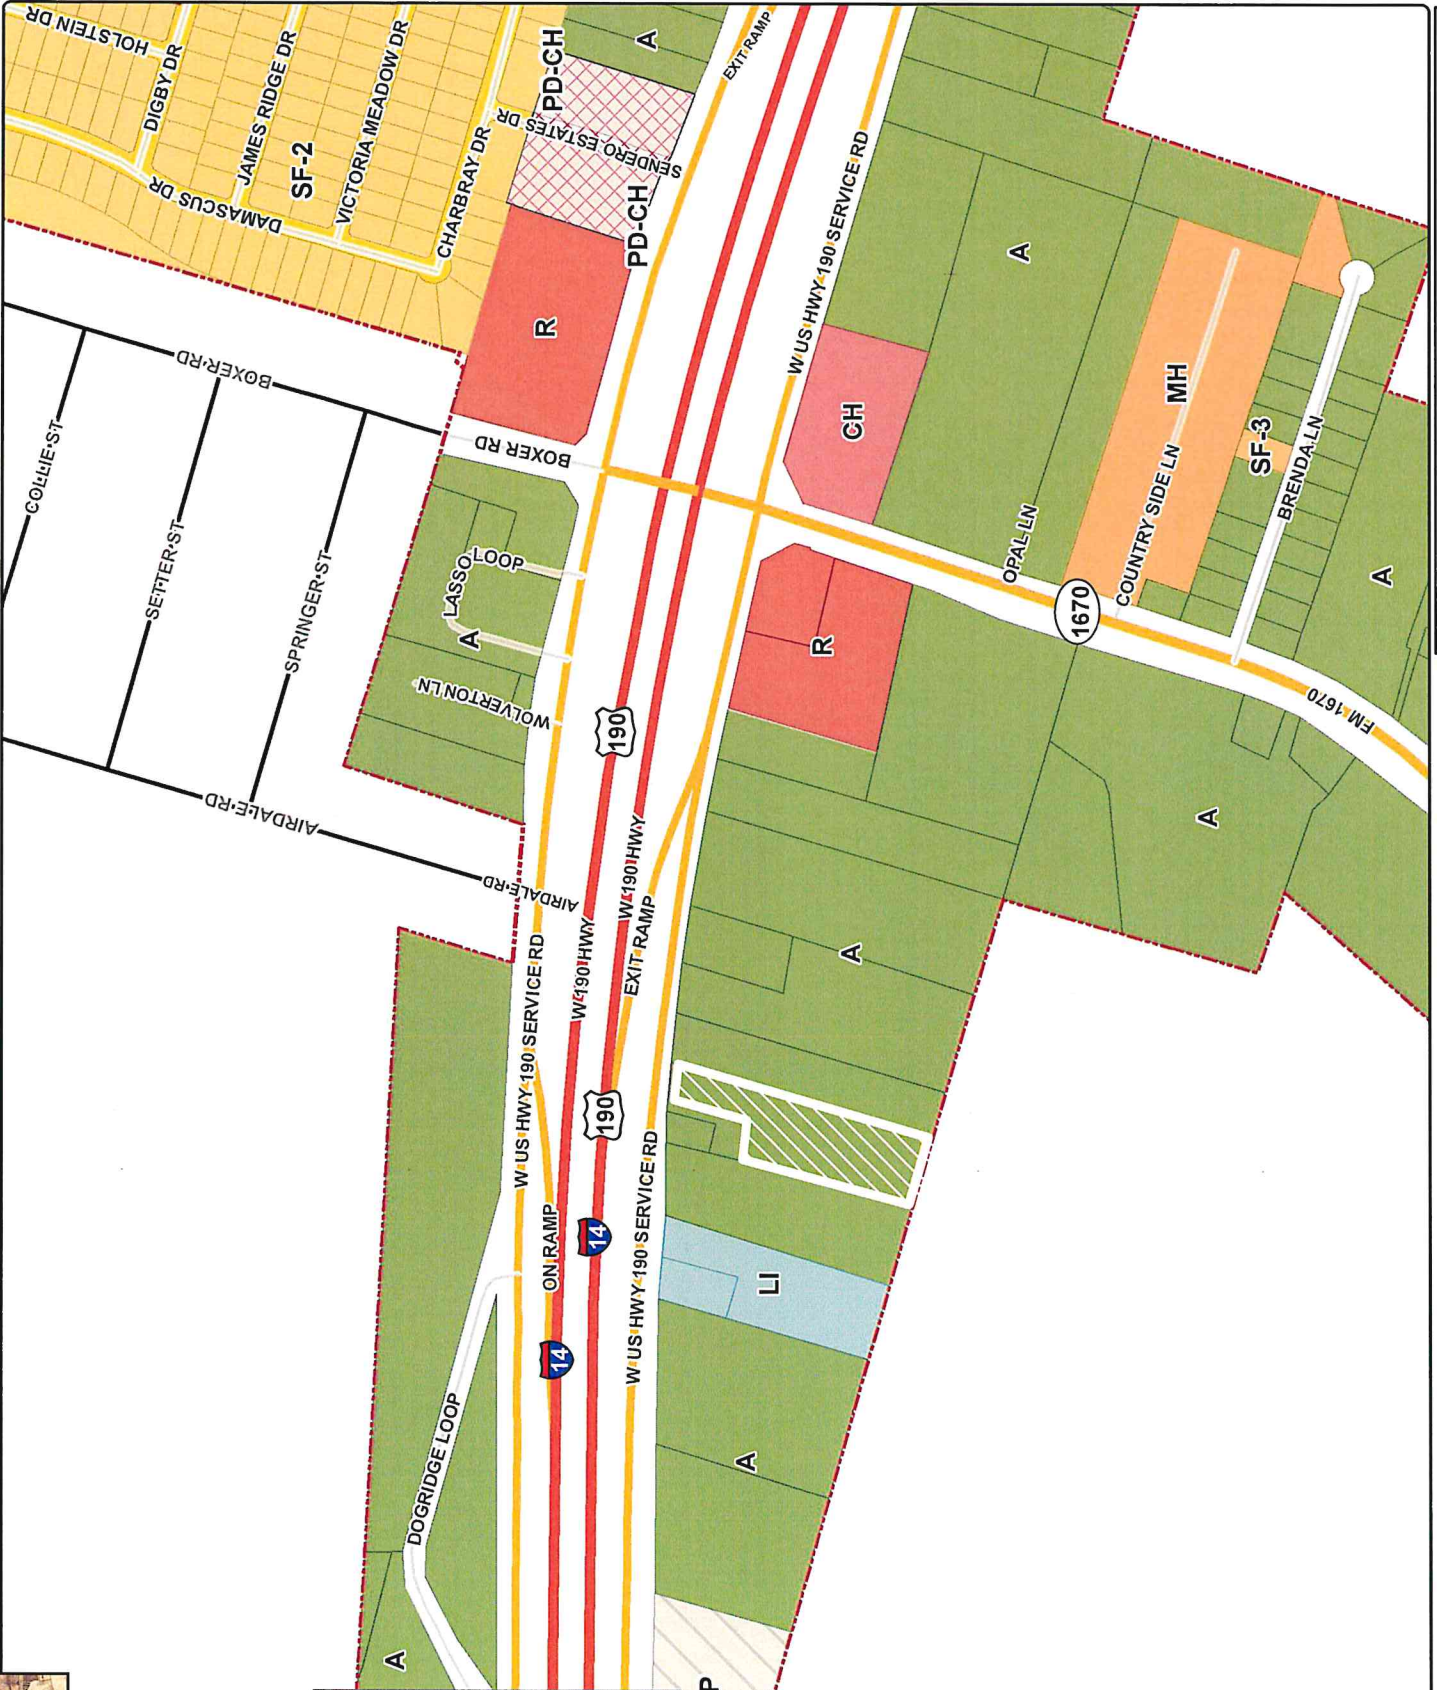 HOLSTEIN DR
DIGBY DR
JAMES RIDGE DR
VICTORIA MEADOW DR
SF-2
DAMASCUS DR
CHARBRAY DR
PD-CH
SENDERO ESTATES DR
PD-CH
A
EXIT RAMP
R
BOXER RD
BOXER RD
COLLIE ST
SETTER ST
SPRINGER ST
AIRDALE RD
AIRDALE RD
LASSO LOOP
A
WOLVERTON LN
W US HWY 190 SERVICE RD
CH
A
OPAL LN
MH
COUNTRY SIDE LN
SF-3
BRENDA LN
A
1670
FM 1670
R
A
190
W 190 HWY
W 190 HWY
EXIT RAMP
A
W US HWY 190 SERVICE RD
190
W US HWY 190 SERVICE RD
ON RAMP
14
14
LI
DOGRIDGE LOOP
A
A
P